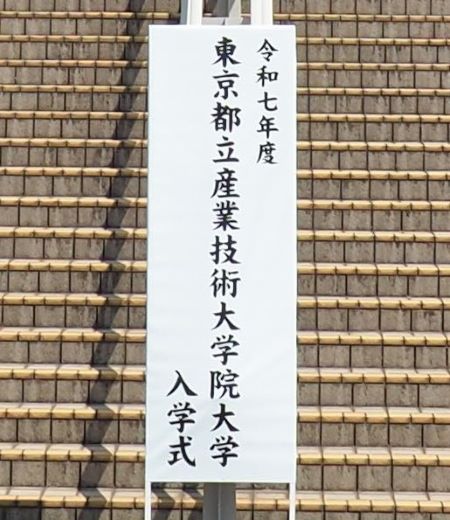 令和七年度
東京都立産業技術大学院大学
入学式